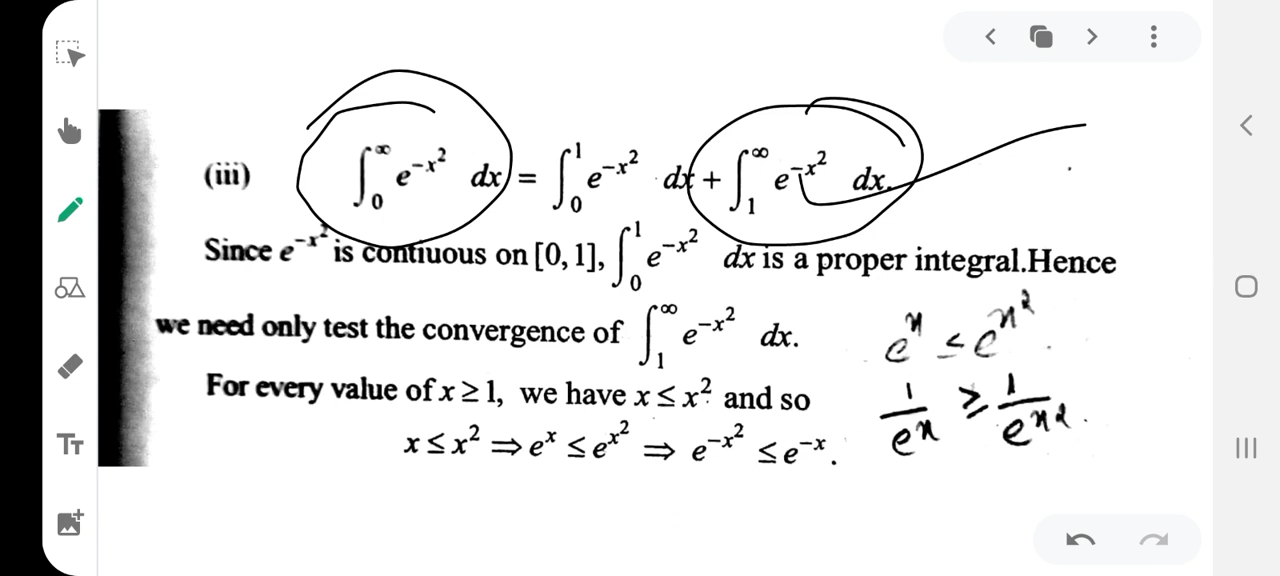 (iii) ∫₀^∞ e^{-x²} dx = ∫₀¹ e^{-x²} dx + ∫₁^∞ e^{-x²} dx.
Since e^{-x²} is contiuous on [0, 1], ∫₀¹ e^{-x²} dx is a proper integral.Hence
we need only test the convergence of ∫₁^∞ e^{-x²} dx.
e^x ≤ e^{x²}.
For every value of x ≥ 1, we have x ≤ x² and so
1/e^x ≥ 1/e^{x²}.
x ≤ x² ⇒ e^x ≤ e^{x²} ⇒ e^{-x²} ≤ e^{-x}.
TT